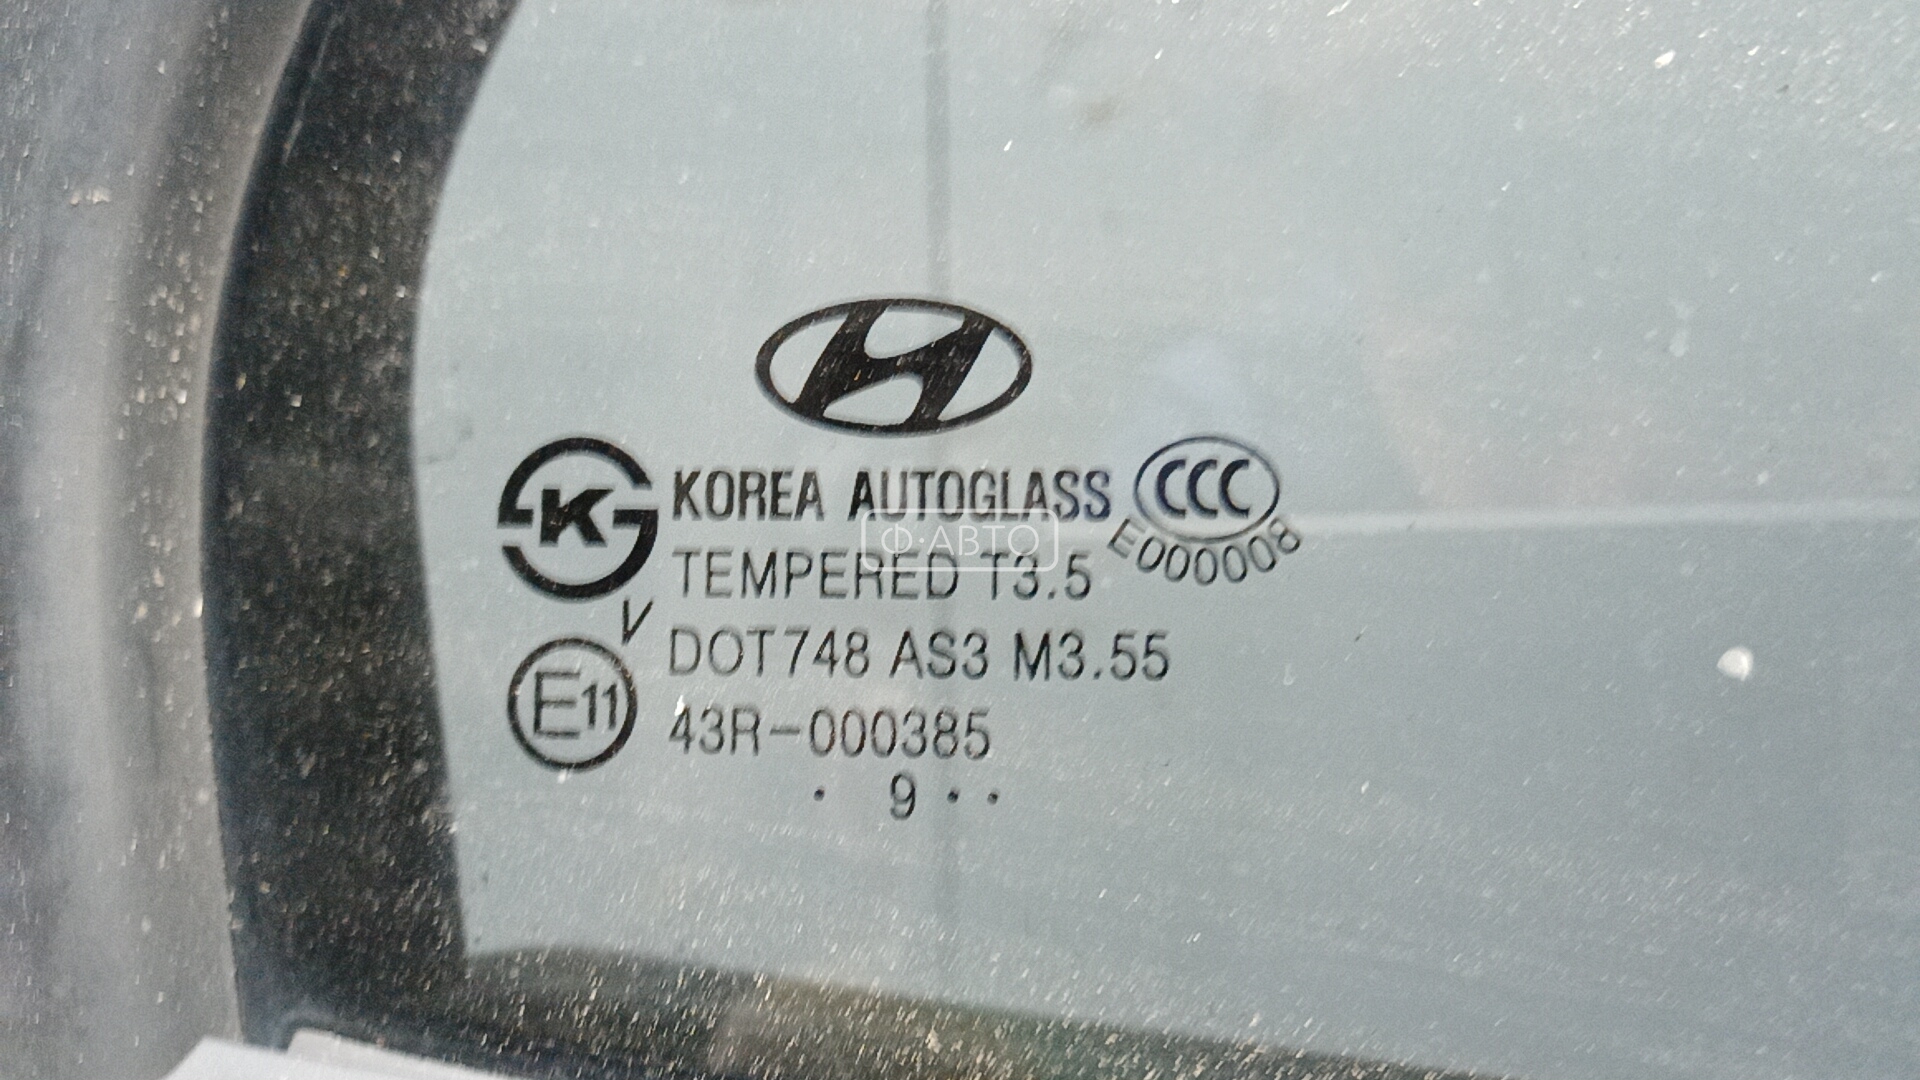 KOREA AUTOGLASS
CCC
E000008
K
TEMPERED T3.5
Ф·АВТО
V
DOT748 AS3 M3.55
E11
43R-000385
· 9 · ·